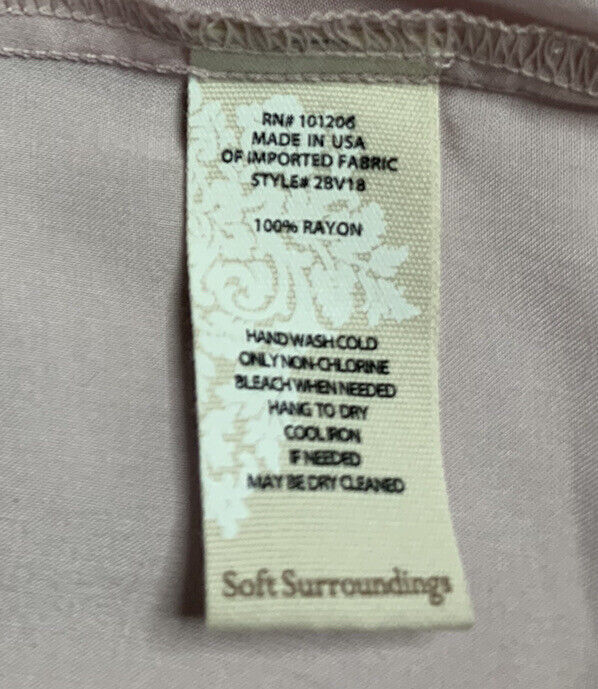 RN# 101206
MADE IN USA
OF IMPORTED FABRIC
STYLE# 2BV18
100% RAYON
HAND WASH COLD
ONLY NON-CHLORINE
BLEACH WHEN NEEDED
HANG TO DRY
COOL IRON
IF NEEDED
MAY BE DRY CLEANED
Soft Surroundings